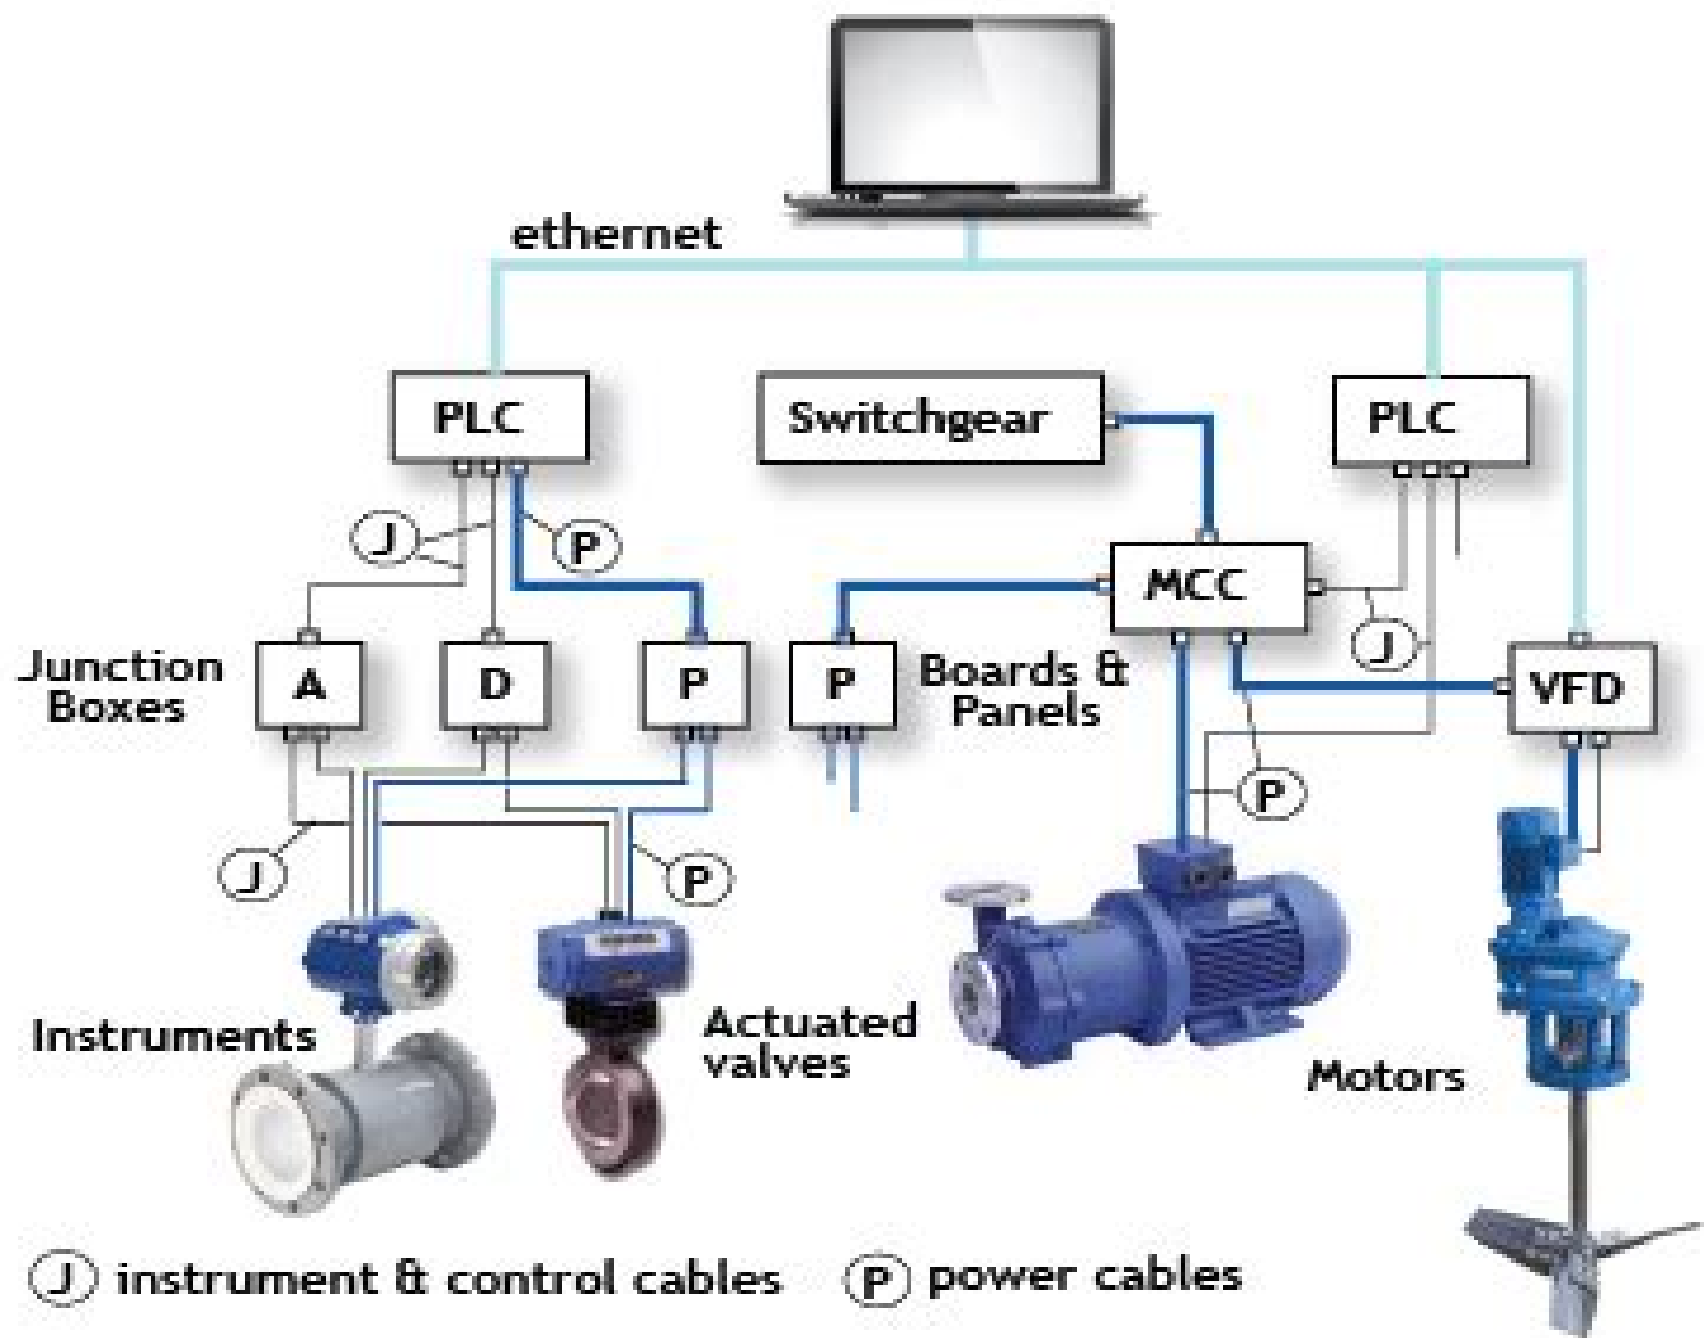 ethernet
PLC
Switchgear
PLC
J
P
MCC
J
Junction
Boxes
A
D
P
P
Boards &
Panels
VFD
J
P
P
Instruments
Actuated
valves
Motors
J instrument & control cables
P power cables